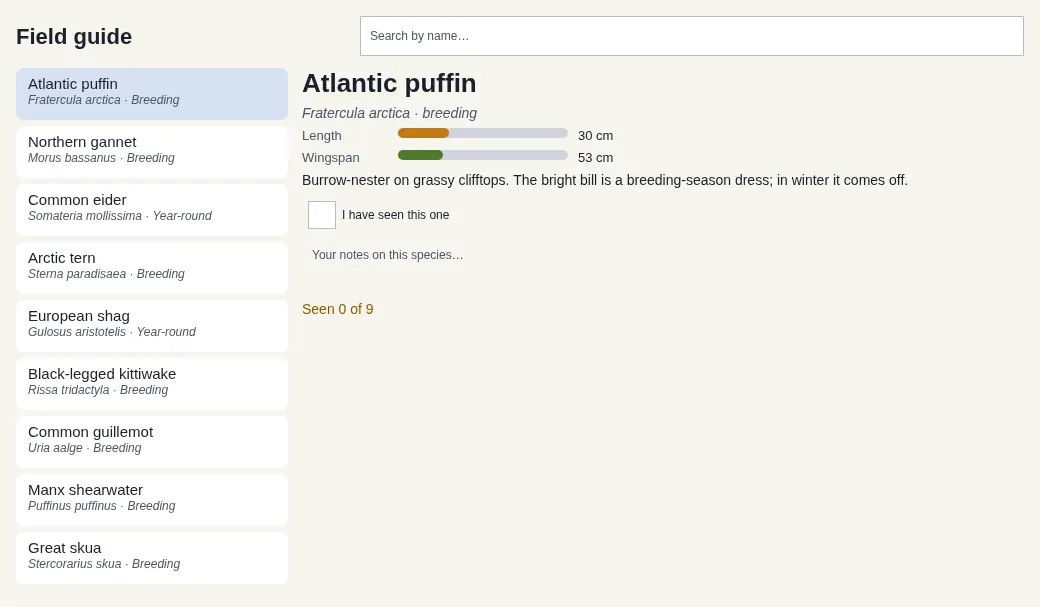 Field guide
Search by name…
Atlantic puffin
Fratercula arctica · Breeding
Northern gannet
Morus bassanus · Breeding
Common eider
Somateria mollissima · Year-round
Arctic tern
Sterna paradisaea · Breeding
European shag
Gulosus aristotelis · Year-round
Black-legged kittiwake
Rissa tridactyla · Breeding
Common guillemot
Uria aalge · Breeding
Manx shearwater
Puffinus puffinus · Breeding
Great skua
Stercorarius skua · Breeding
Atlantic puffin
Fratercula arctica · breeding
Length 30 cm
Wingspan 53 cm
Burrow-nester on grassy clifftops. The bright bill is a breeding-season dress; in winter it comes off.
I have seen this one
Your notes on this species…
Seen 0 of 9